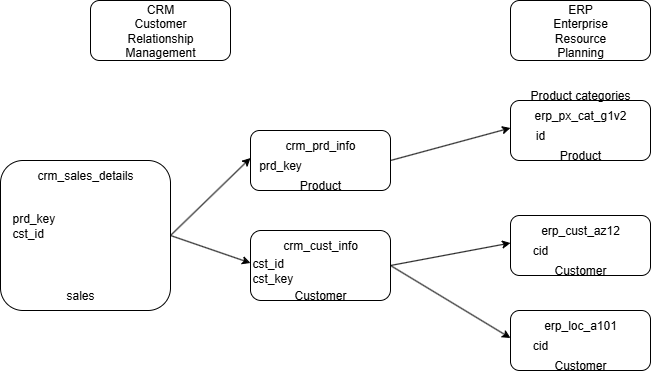 CRM
Customer
Relationship
Management
ERP
Enterprise
Resource
Planning
Product categories
erp_px_cat_g1v2
id
Product
crm_prd_info
prd_key
Product
crm_sales_details
prd_key
cst_id
sales
crm_cust_info
cst_id
cst_key
Customer
erp_cust_az12
cid
Customer
erp_loc_a101
cid
Customer